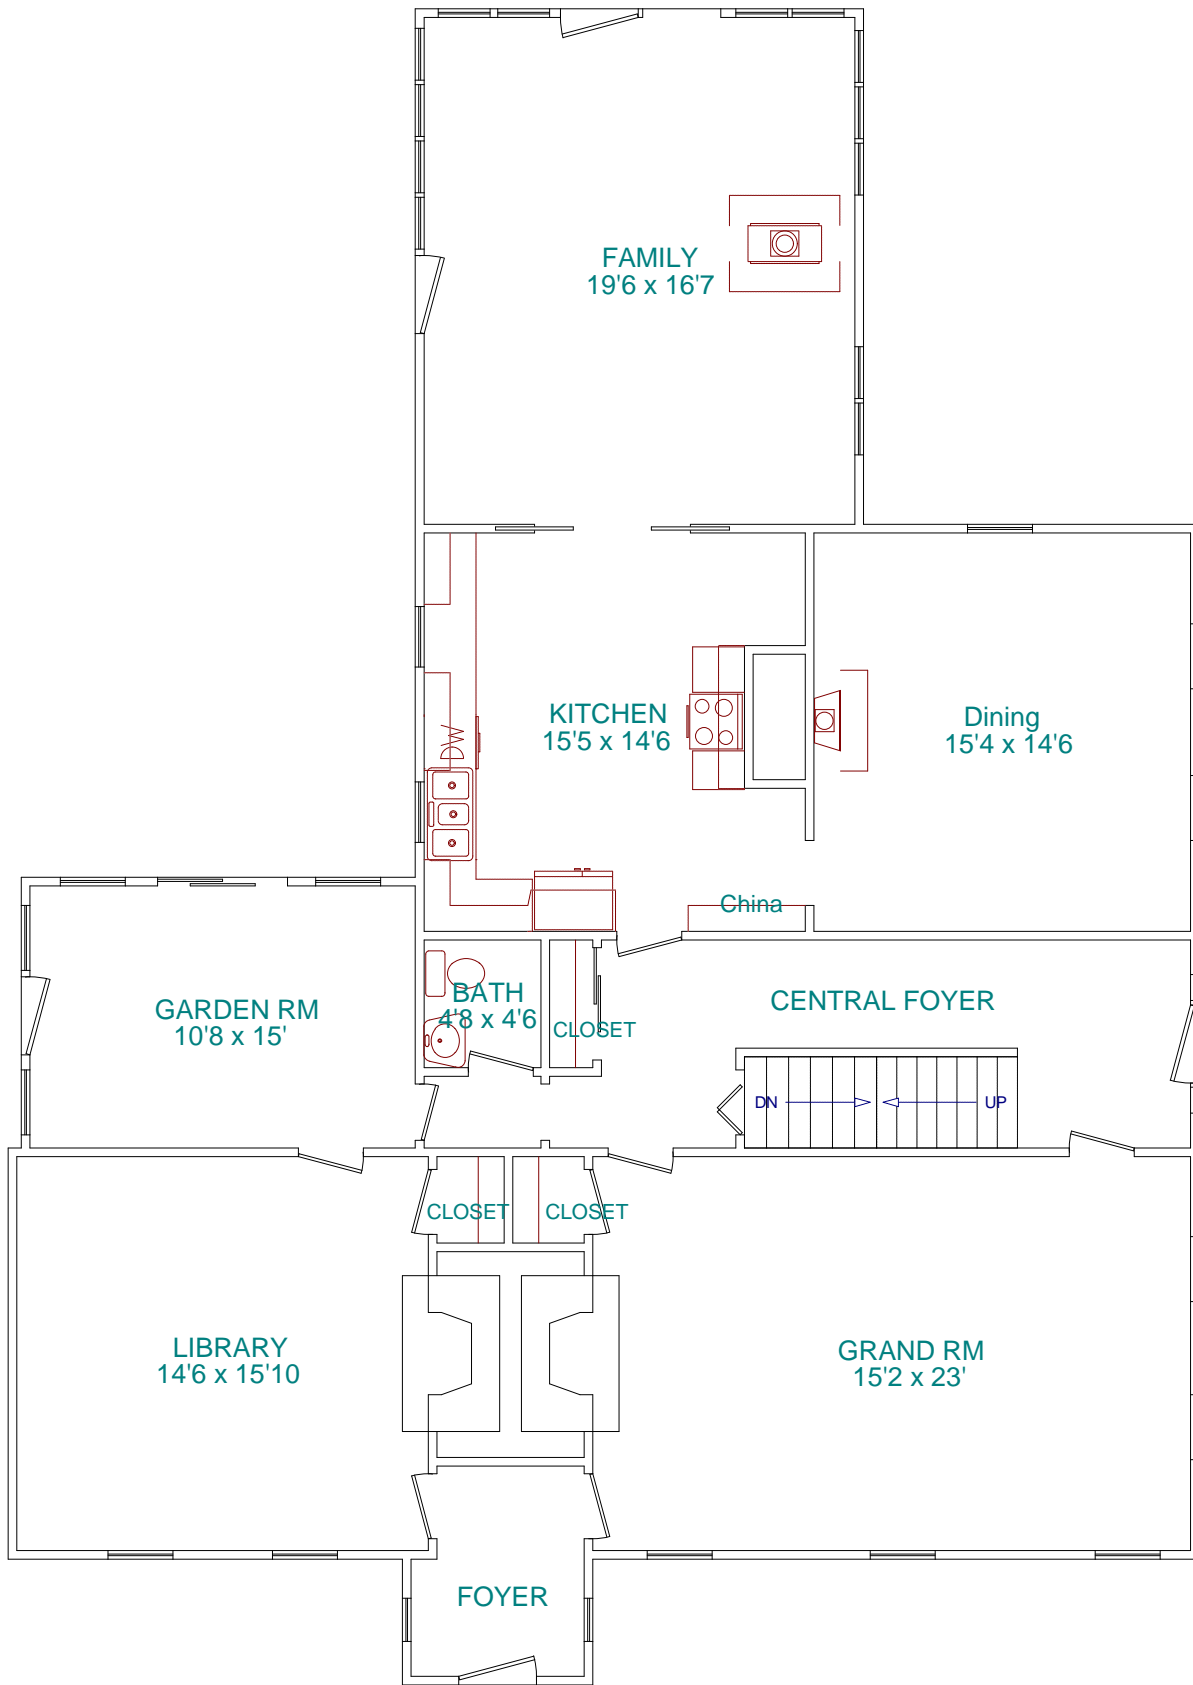 FAMILY
19'6 x 16'7
KITCHEN
15'5 x 14'6
Dining
15'4 x 14'6
DW
China
GARDEN RM
10'8 x 15'
BATH
4'8 x 4'6
CLOSET
CENTRAL FOYER
DN
UP
CLOSET
CLOSET
LIBRARY
14'6 x 15'10
GRAND RM
15'2 x 23'
FOYER